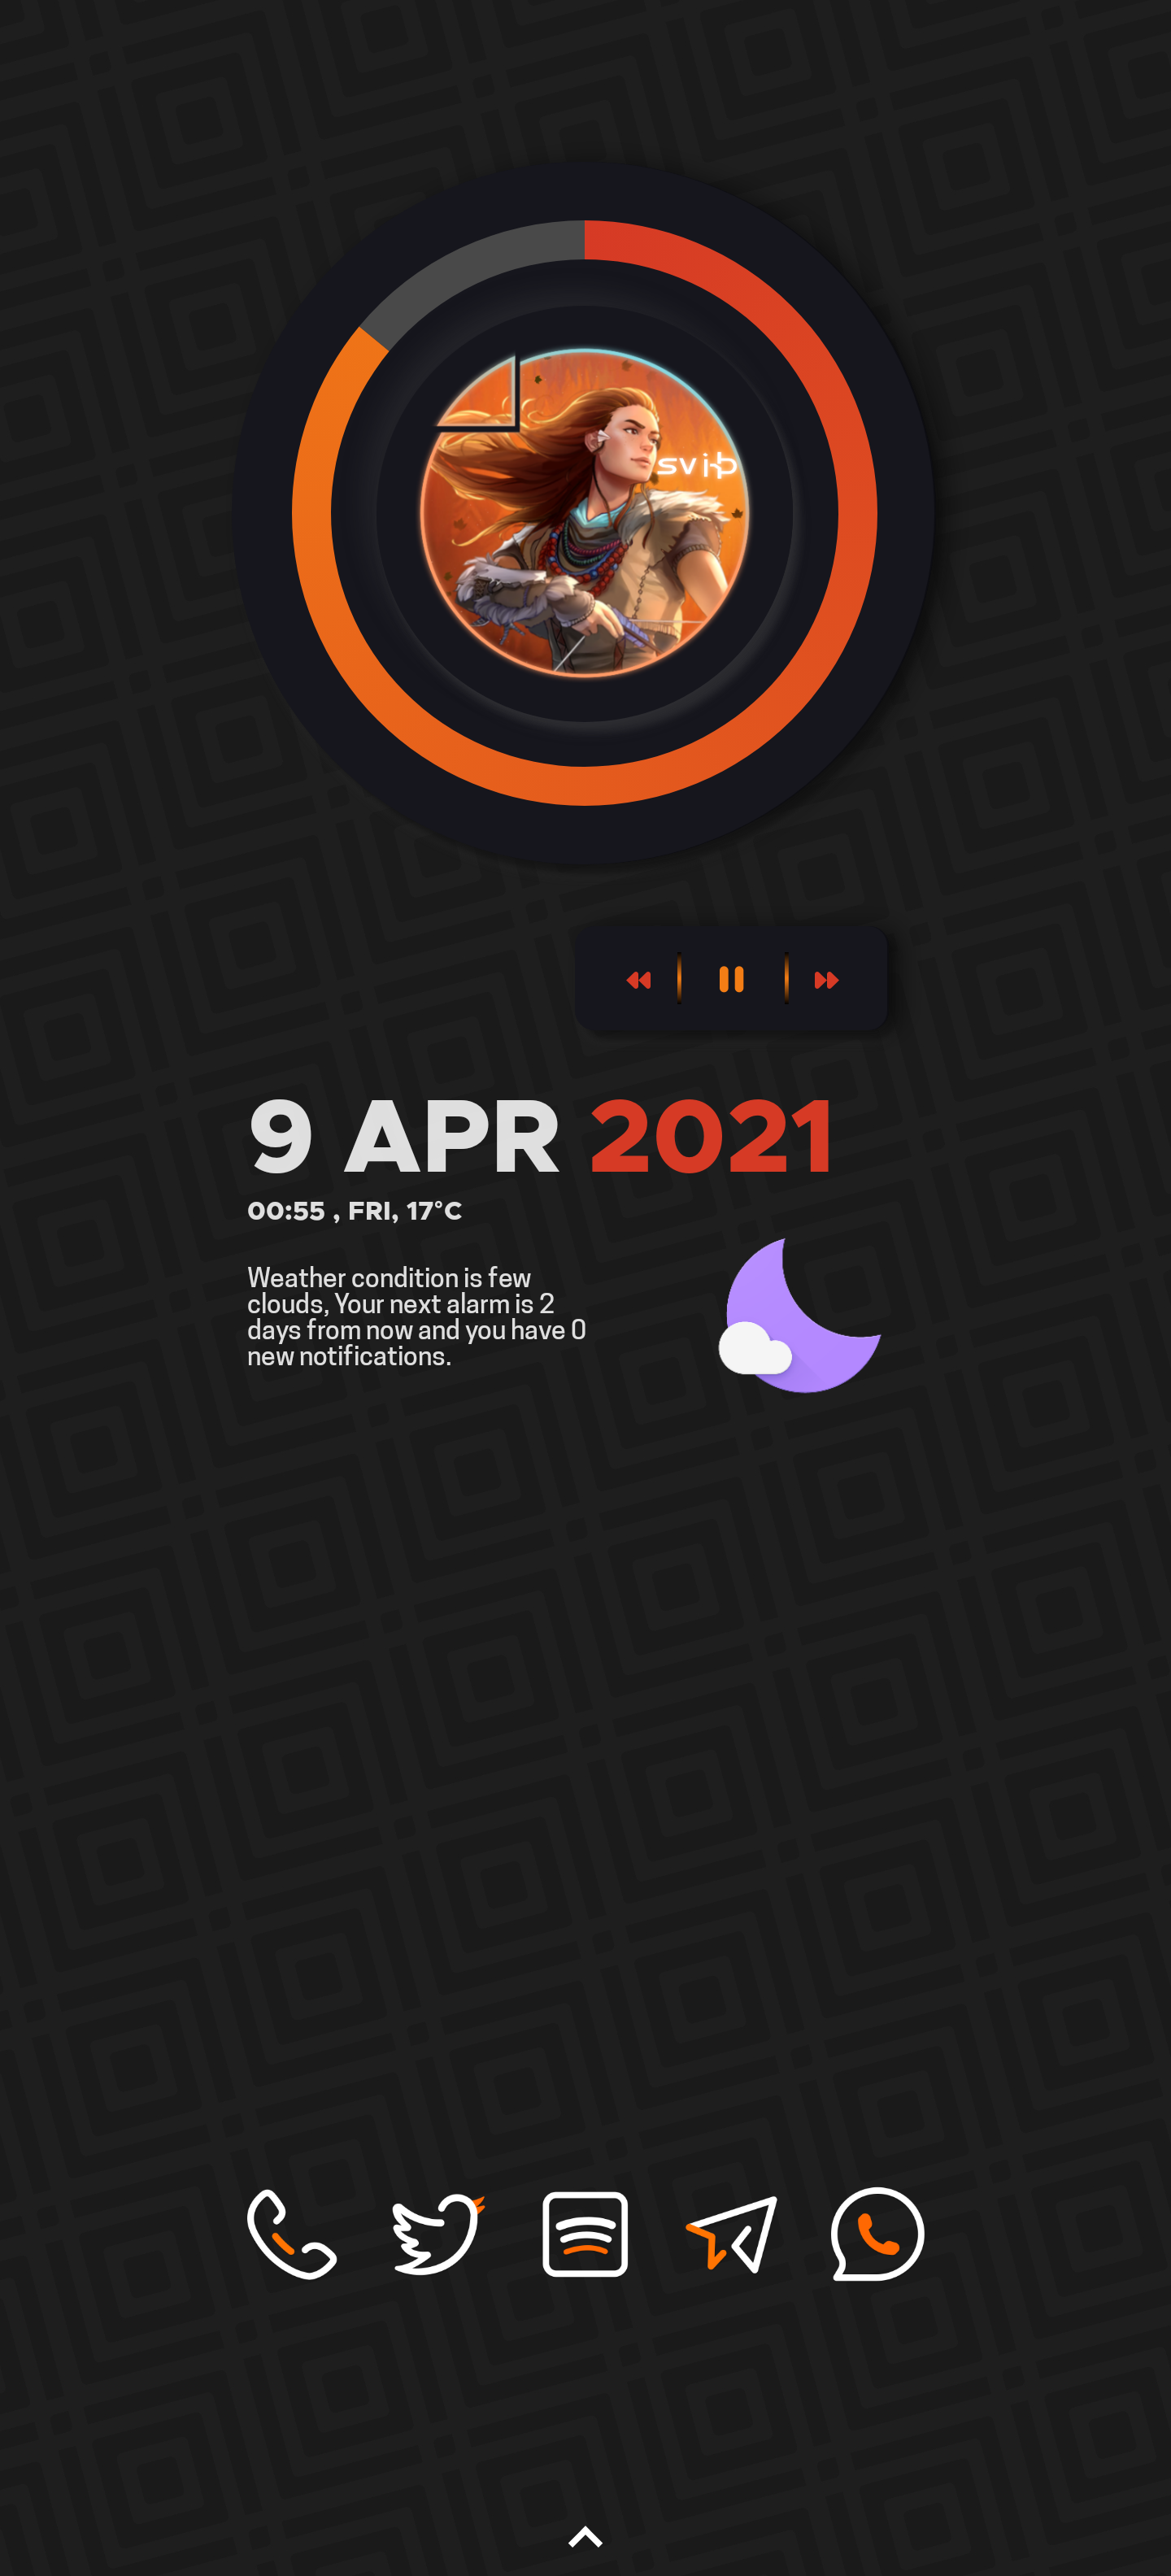 svib
9 APR 2021
00:55 , FRI, 17°C
Weather condition is few
clouds, Your next alarm is 2
days from now and you have 0
new notifications.